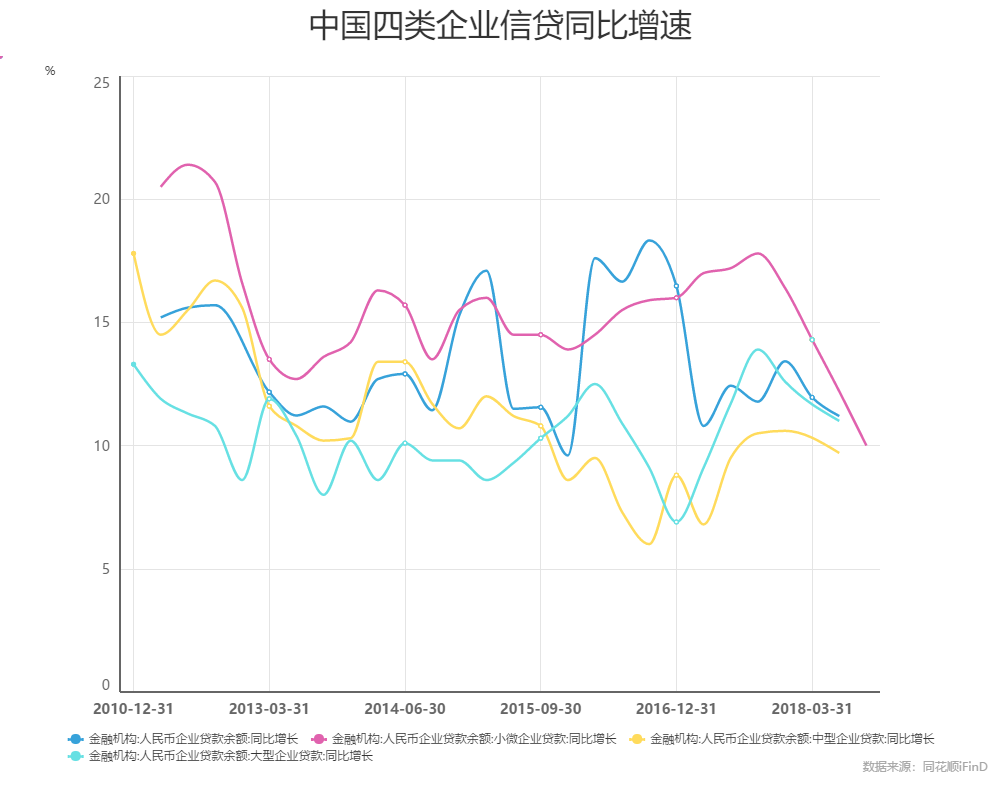 中国四类企业信贷同比增速
%
25
20
15
10
5
0
2010-12-31 2013-03-31 2014-06-30 2015-09-30 2016-12-31 2018-03-31
金融机构:人民币企业贷款余额:同比增长 金融机构:人民币企业贷款余额:小微企业贷款:同比增长 金融机构:人民币企业贷款余额:中型企业贷款:同比增长
金融机构:人民币企业贷款余额:大型企业贷款:同比增长
数据来源：同花顺iFinD